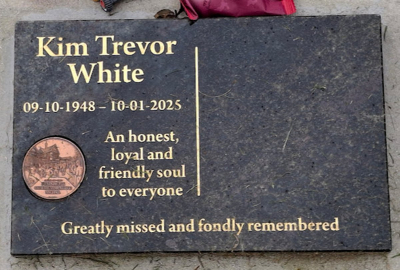 Kim Trevor
White
09-10-1948 – 10-01-2025
An honest,
loyal and
friendly soul
to everyone
Greatly missed and fondly remembered